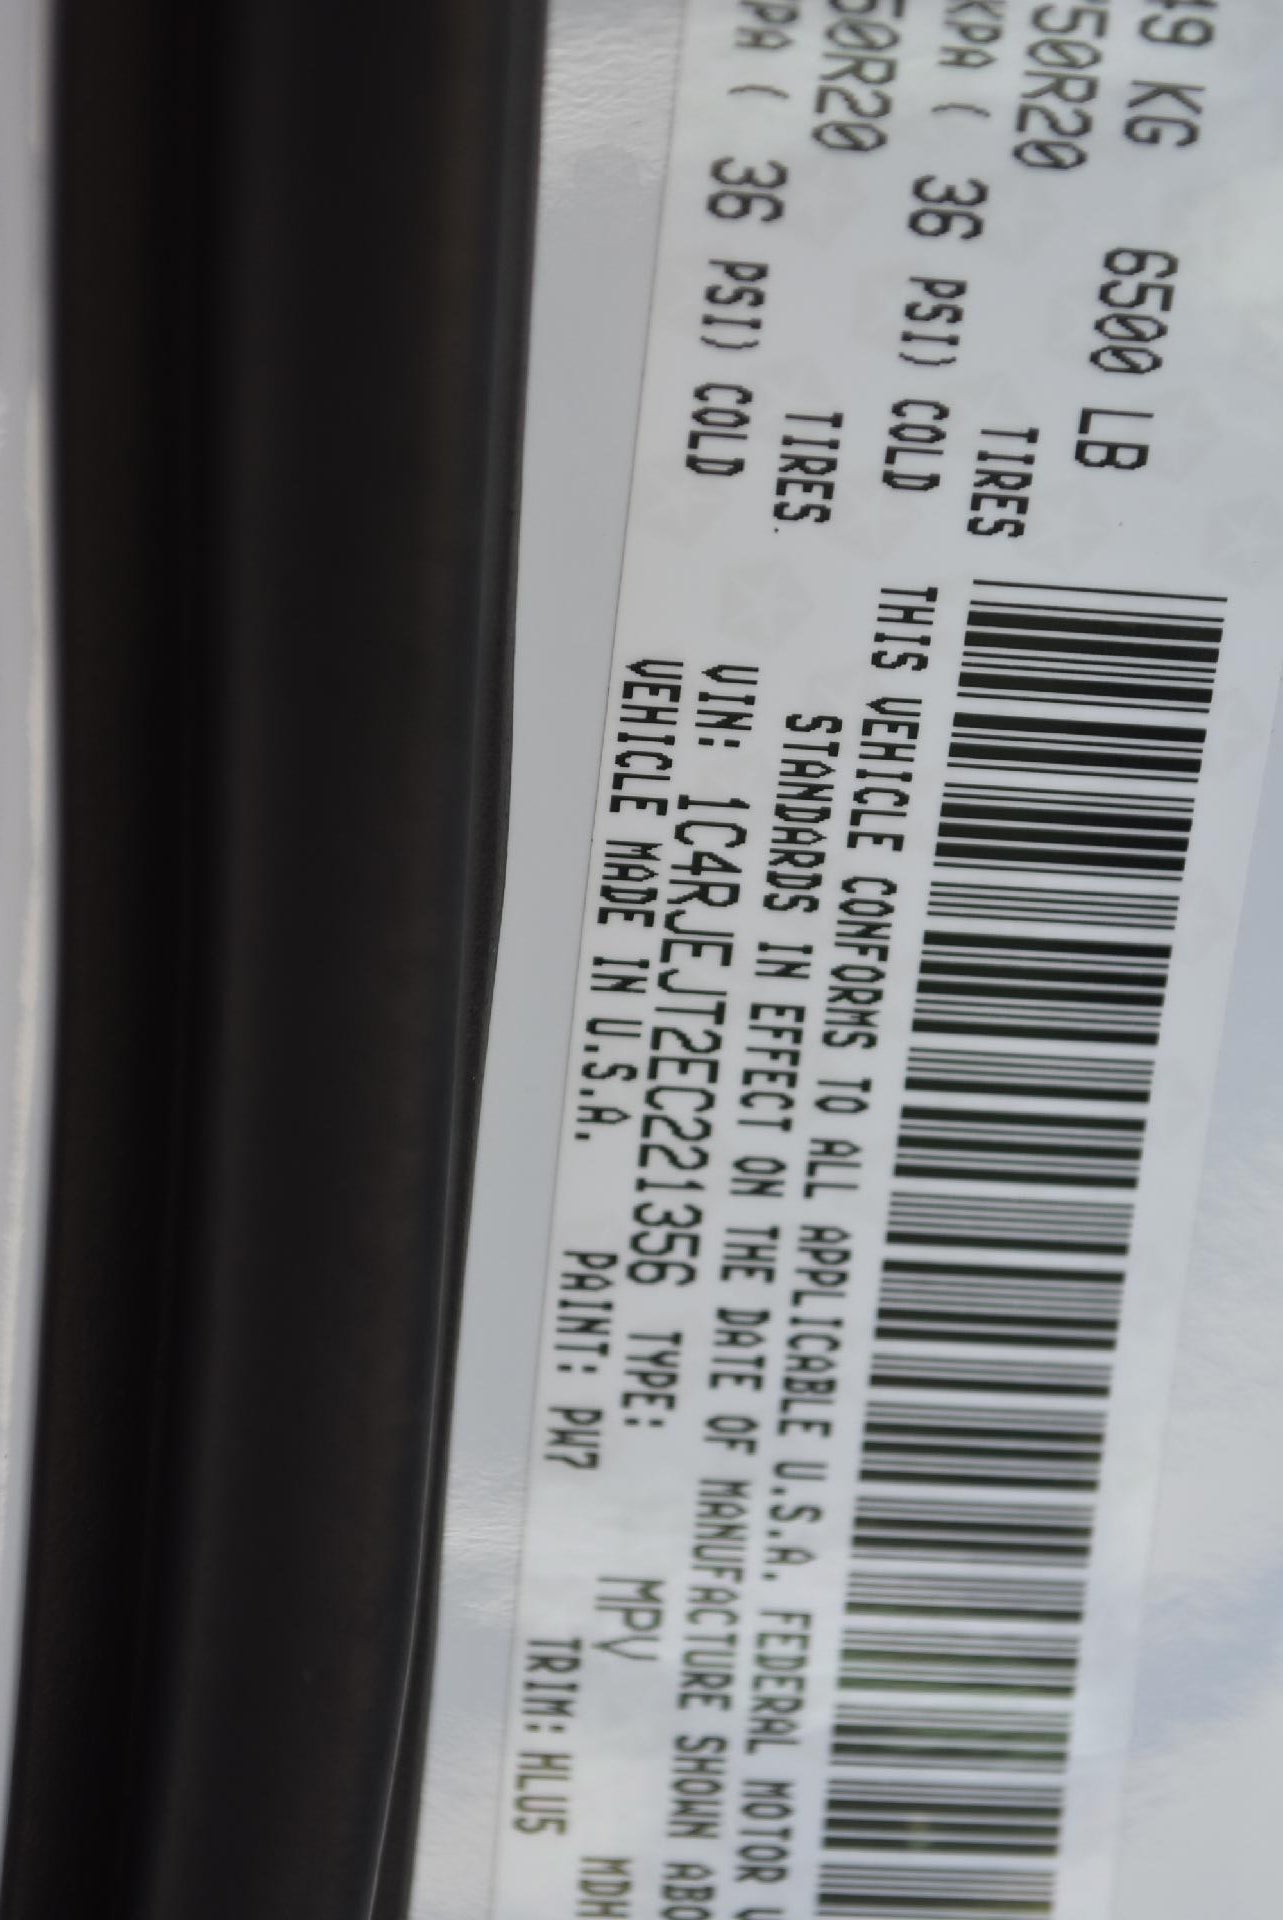 49 KG 6500 LB
50R20 TIRES
KPA ( 36 PSI) COLD
50R20 TIRES
KPA ( 36 PSI) COLD
THIS VEHICLE CONFORMS TO ALL APPLICABLE U.S.A. FEDERAL MOTOR V
STANDARDS IN EFFECT ON THE DATE OF MANUFACTURE SHOWN ABO
VIN: 1C4RJEJT2EC221356 TYPE: MPV MDH
VEHICLE MADE IN U.S.A. PAINT: PW7 TRIM: HLU5